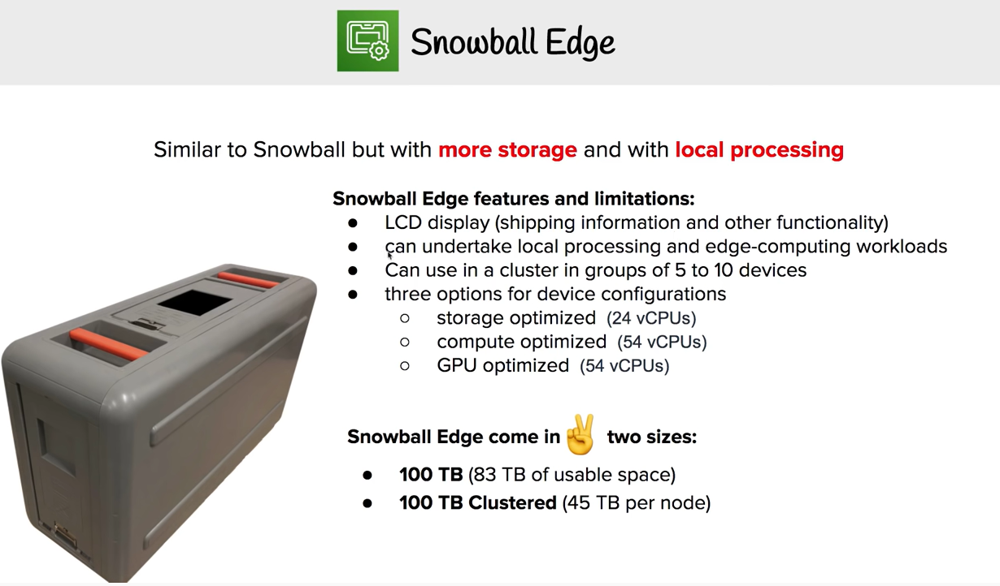 Snowball Edge
Similar to Snowball but with more storage and with local processing
Snowball Edge features and limitations:
● LCD display (shipping information and other functionality)
● can undertake local processing and edge-computing workloads
● Can use in a cluster in groups of 5 to 10 devices
● three options for device configurations
○ storage optimized (24 vCPUs)
○ compute optimized (54 vCPUs)
○ GPU optimized (54 vCPUs)
Snowball Edge come in ✌️ two sizes:
● 100 TB (83 TB of usable space)
● 100 TB Clustered (45 TB per node)